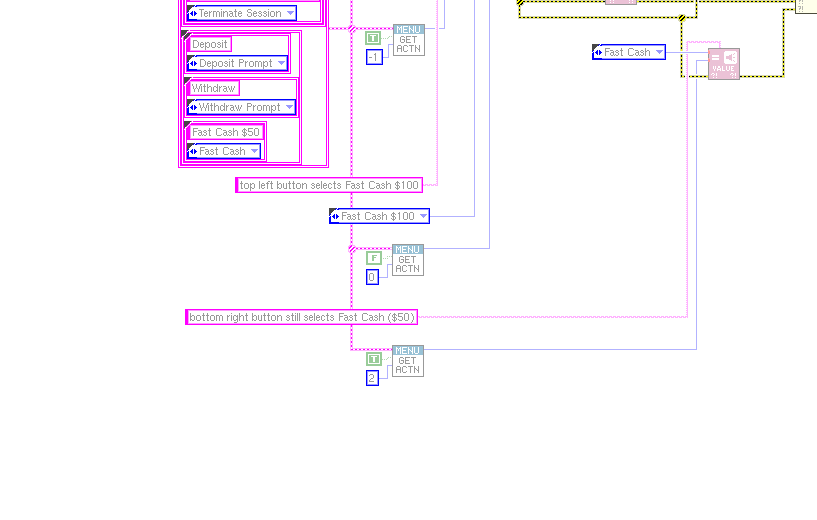 Terminate Session
MENU
GET
ACTN
T
-1
Deposit
Deposit Prompt
Withdraw
Withdraw Prompt
Fast Cash $50
Fast Cash
Fast Cash
=
VALUE
?!
?!
?!
top left button selects Fast Cash $100
Fast Cash $100
MENU
GET
ACTN
F
0
bottom right button still selects Fast Cash ($50)
MENU
GET
ACTN
T
2